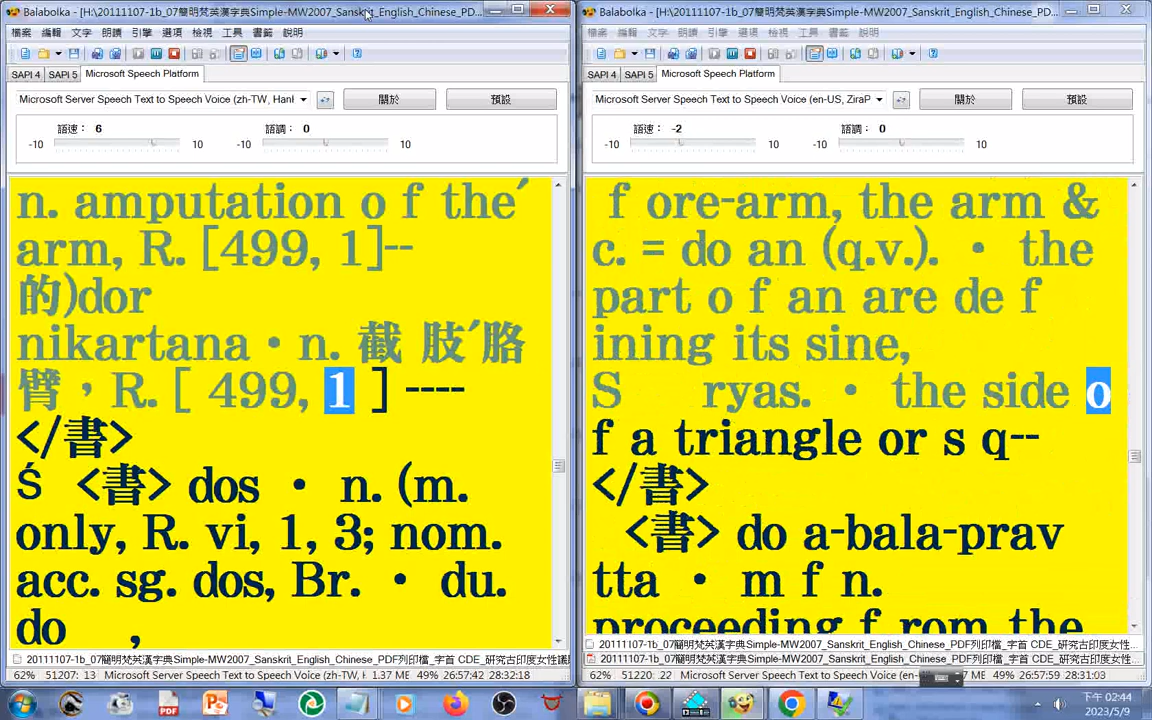 Balabolka - [H:\20111107-1b_07簡明梵英漢字典Simple-MW2007_Sanskrit_English_Chinese_PD...
檔案 編輯 文字 朗讀 引擎 選項 檢視 工具 書籤 說明
SAPI 4 SAPI 5 Microsoft Speech Platform
Microsoft Server Speech Text to Speech Voice (zh-TW, HanH
關於 預設
語速： 6 語調： 0
-10 10 -10 10
n. amputation o f the′
arm, R. [499, 1]--
的)dor
nikartana • n. 截 肢′胳
臂，R. [ 499, 1 ] ----
</書>
Ś <書> dos • n. (m.
only, R. vi, 1, 3; nom.
acc. sg. dos, Br. • du.
do ,
20111107-1b_07簡明梵英漢字典Simple-MW2007_Sanskrit_English_Chinese_PDF列印檔_字首 CDE_研究古印度女性議
62% 51207: 13 Microsoft Server Speech Text to Speech Voice (zh-TW, H 1.37 ME 49% 26:57:42 28:32:18
Balabolka - [H:\20111107-1b_07簡明梵英漢字典Simple-MW2007_Sanskrit_English_Chinese_PD...
檔案 編輯 文字 朗讀 引擎 選項 檢視 工具 書籤 說明
SAPI 4 SAPI 5 Microsoft Speech Platform
Microsoft Server Speech Text to Speech Voice (en-US, ZiraP
關於 預設
語速： -2 語調： 0
-10 10 -10 10
f ore-arm, the arm &
c. = do an (q.v.). • the
part o f an are de f
ining its sine,
S ryas. • the side o
f a triangle or s q--
</書>
<書> do a-bala-prav
tta • m f n.
proceeding f rom the
20111107-1b_07簡明梵英漢字典Simple-MW2007_Sanskrit_English_Chinese_PDF列印檔_字首 CDE_研究古印度女性
20111107-1b_07簡明梵英漢字典Simple-MW2007_Sanskrit_English_Chinese_PDF列印檔_字首 CDE_研究古印度女性
62% 51220: 22 Microsoft Server Speech Text to Speech Voice (en-US, Z ME 49% 26:57:59 28:31:03
下午 02:44
2023/5/9